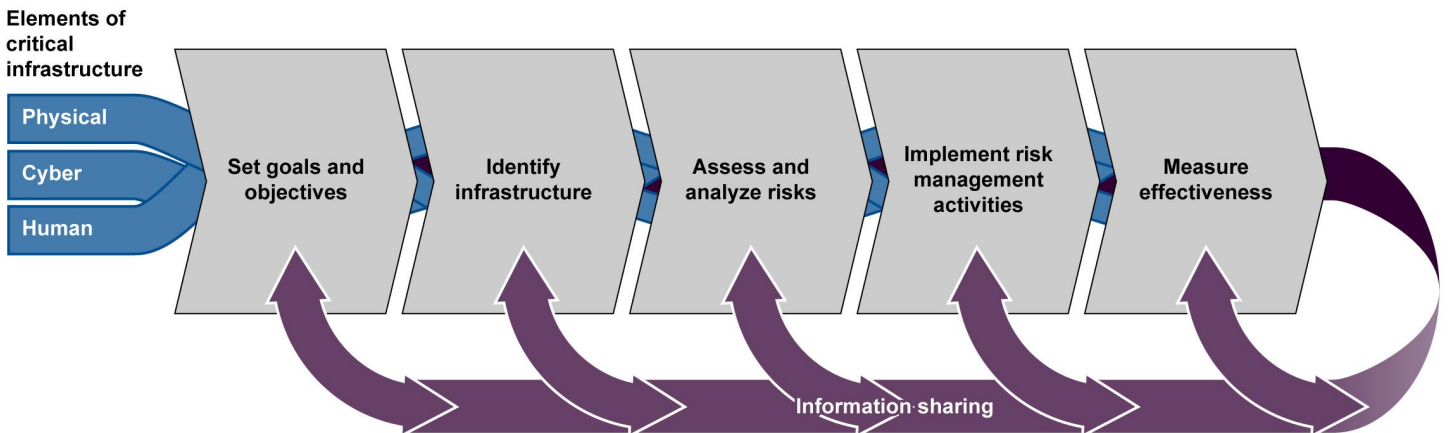 Elements of
critical
infrastructure
Physical
Cyber
Human
Set goals and
objectives
Identify
infrastructure
Assess and
analyze risks
Implement risk
management
activities
Measure
effectiveness
Information sharing